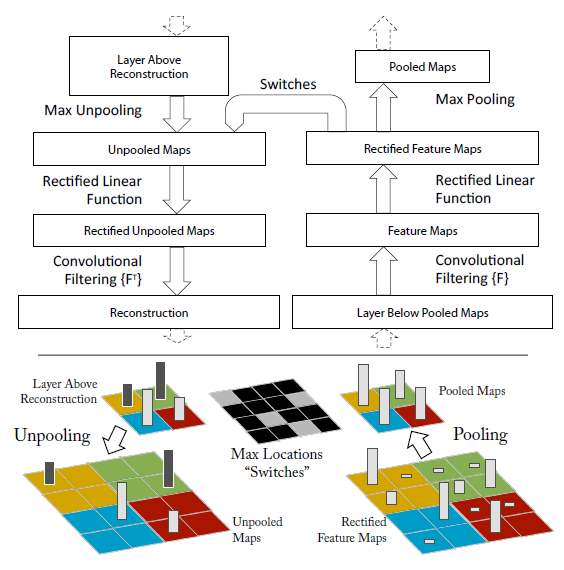 Layer Above
Reconstruction
Pooled Maps
Switches
Max Unpooling
Max Pooling
Unpooled Maps
Rectified Feature Maps
Rectified Linear
Function
Rectified Linear
Function
Rectified Unpooled Maps
Feature Maps
Convolutional
Filtering {Fᵀ}
Convolutional
Filtering {F}
Reconstruction
Layer Below Pooled Maps
Layer Above
Reconstruction
Pooled Maps
Unpooling
Max Locations
“Switches”
Pooling
Unpooled
Maps
Rectified
Feature Maps